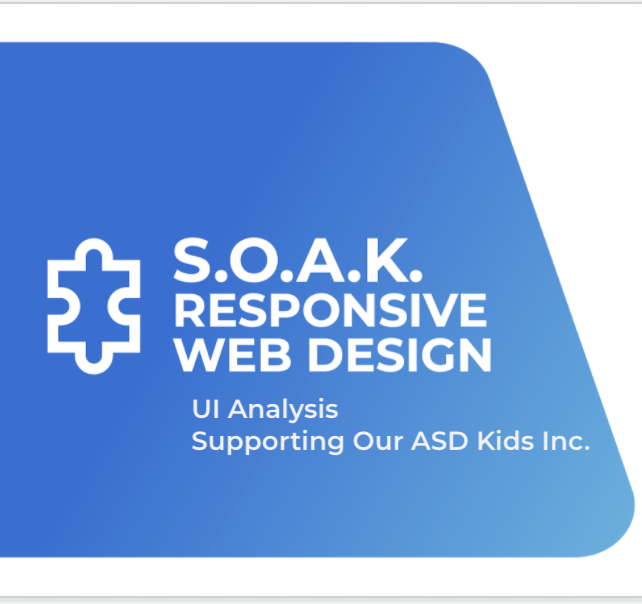 S.O.A.K.
RESPONSIVE
WEB DESIGN
UI Analysis
Supporting Our ASD Kids Inc.